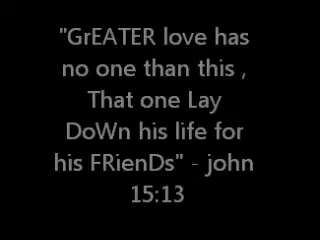 "GrEATER love has
no one than this ,
That one Lay
DoWn his life for
his FRienDs" - john
15:13